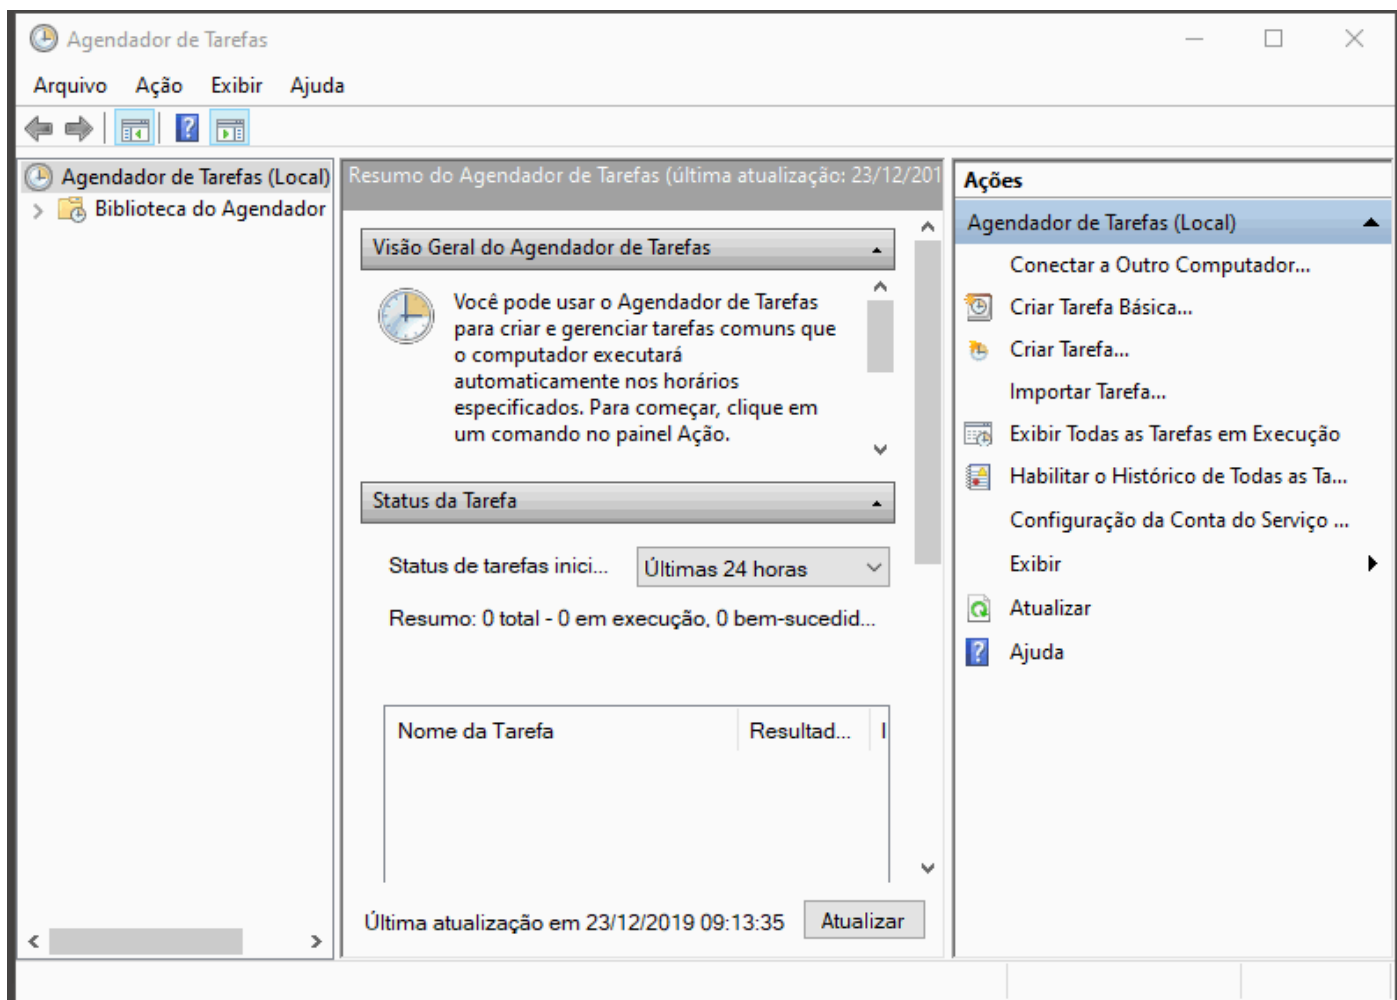 Agendador de Tarefas
Arquivo Ação Exibir Ajuda
Agendador de Tarefas (Local)
Biblioteca do Agendador
Resumo do Agendador de Tarefas (última atualização: 23/12/201
Visão Geral do Agendador de Tarefas
Você pode usar o Agendador de Tarefas
para criar e gerenciar tarefas comuns que
o computador executará
automaticamente nos horários
especificados. Para começar, clique em
um comando no painel Ação.
Status da Tarefa
Status de tarefas inici... Últimas 24 horas
Resumo: 0 total - 0 em execução, 0 bem-sucedid...
Nome da Tarefa Resultad... I
Última atualização em 23/12/2019 09:13:35 Atualizar
Ações
Agendador de Tarefas (Local)
Conectar a Outro Computador...
Criar Tarefa Básica...
Criar Tarefa...
Importar Tarefa...
Exibir Todas as Tarefas em Execução
Habilitar o Histórico de Todas as Ta...
Configuração da Conta do Serviço ...
Exibir
Atualizar
Ajuda